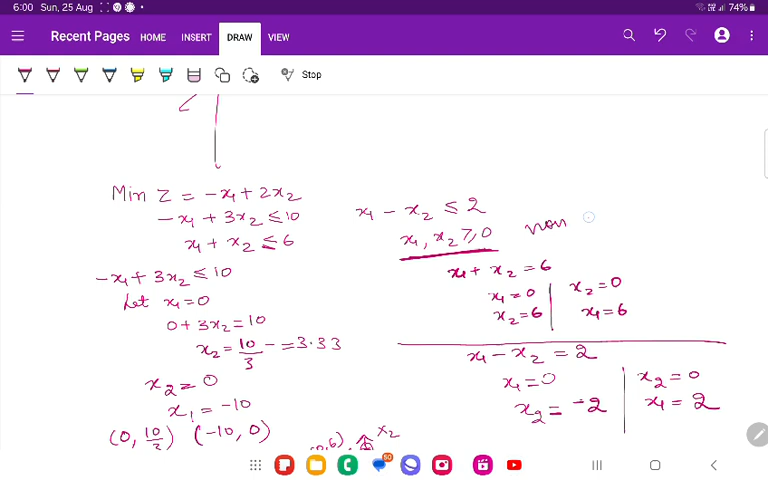 6:00 Sun, 25 Aug
74%
Recent Pages HOME INSERT DRAW VIEW
Stop
Min Z = -x₁ + 2x₂
-x₁ + 3x₂ ≤ 10
x₁ + x₂ ≤ 6
x₁ - x₂ ≤ 2
x₁, x₂ ≥ 0 non
-x₁ + 3x₂ ≤ 10
Let x₁ = 0
0 + 3x₂ = 10
x₂ = 10/3 - = 3.33
x₂ = 0
x₁ = -10
(0, 10/3) (-10, 0)
x₁ + x₂ = 6
x₁ = 0 | x₂ = 0
x₂ = 6 | x₁ = 6
x₁ - x₂ = 2
x₁ = 0 | x₂ = 0
x₂ = -2 | x₁ = 2
x₂